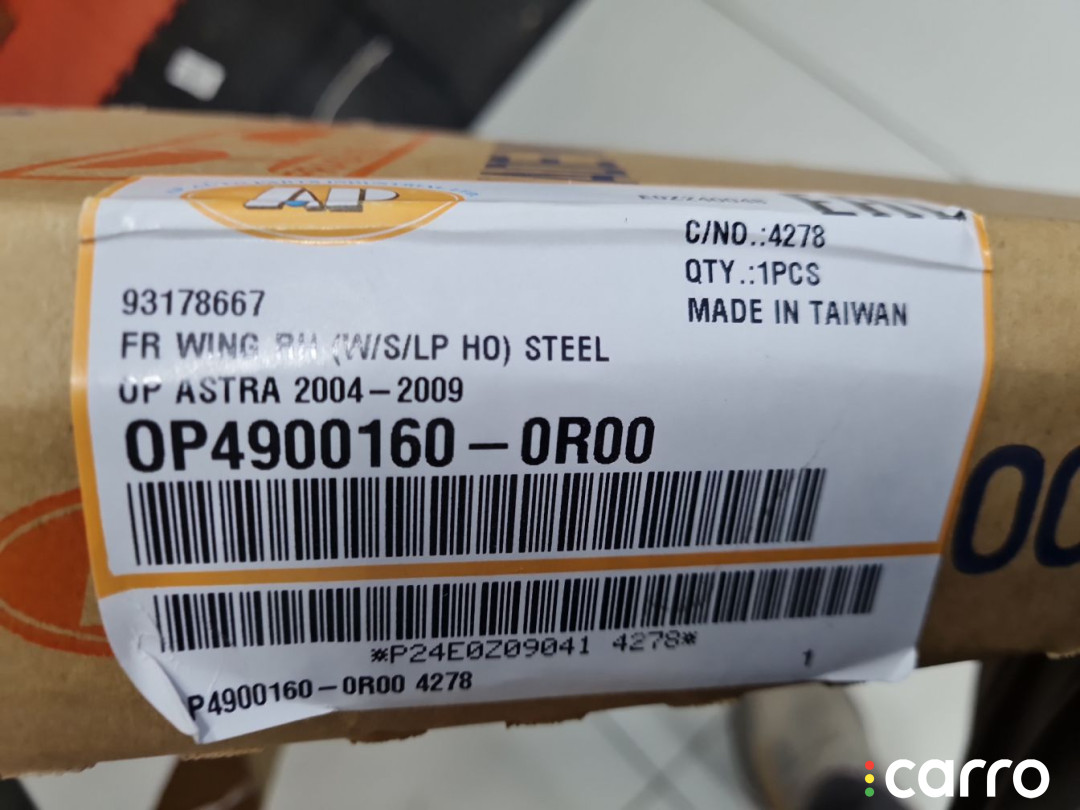 AP
C/NO.:4278
QTY.:1PCS
MADE IN TAIWAN
93178667
FR WING RH (W/S/LP HO) STEEL
OP ASTRA 2004-2009
OP4900160-0R00
*P24E0Z09041 4278*
P4900160-0R00 4278
1
carro